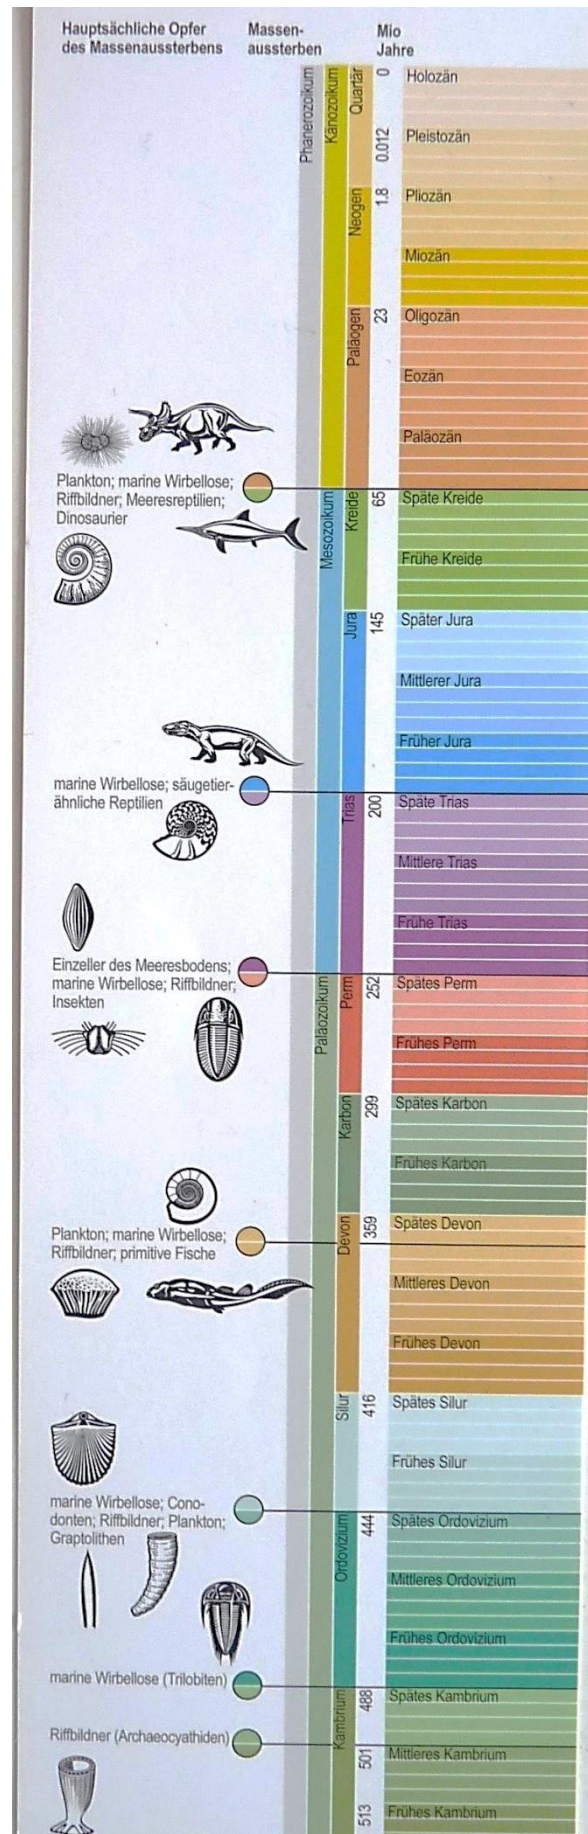 Hauptsächliche Opfer
des Massenaussterbens
Massen-
aussterben
Mio
Jahre
Phanerozoikum
Känozoikum
Quartär
0
Holozän
0.012
Pleistozän
Neogen
1.8
Pliozän
Miozän
Paläogen
23
Oligozän
Eozän
Paläozän
Plankton; marine Wirbellose;
Riffbildner; Meeresreptilien;
Dinosaurier
Mesozoikum
Kreide
65
Späte Kreide
Frühe Kreide
Jura
145
Später Jura
Mittlerer Jura
Früher Jura
marine Wirbellose; säugetier-
ähnliche Reptilien
Trias
200
Späte Trias
Mittlere Trias
Frühe Trias
Einzeller des Meeresbodens;
marine Wirbellose; Riffbildner;
Insekten
Paläozoikum
Perm
252
Spätes Perm
Frühes Perm
Karbon
299
Spätes Karbon
Frühes Karbon
Plankton; marine Wirbellose;
Riffbildner; primitive Fische
Devon
359
Spätes Devon
Mittleres Devon
Frühes Devon
Silur
416
Spätes Silur
Frühes Silur
marine Wirbellose; Cono-
donten; Riffbildner; Plankton;
Graptolithen
Ordovizium
444
Spätes Ordovizium
Mittleres Ordovizium
Frühes Ordovizium
marine Wirbellose (Trilobiten)
Kambrium
488
Spätes Kambrium
Riffbildner (Archaeocyathiden)
501
Mittleres Kambrium
513
Frühes Kambrium